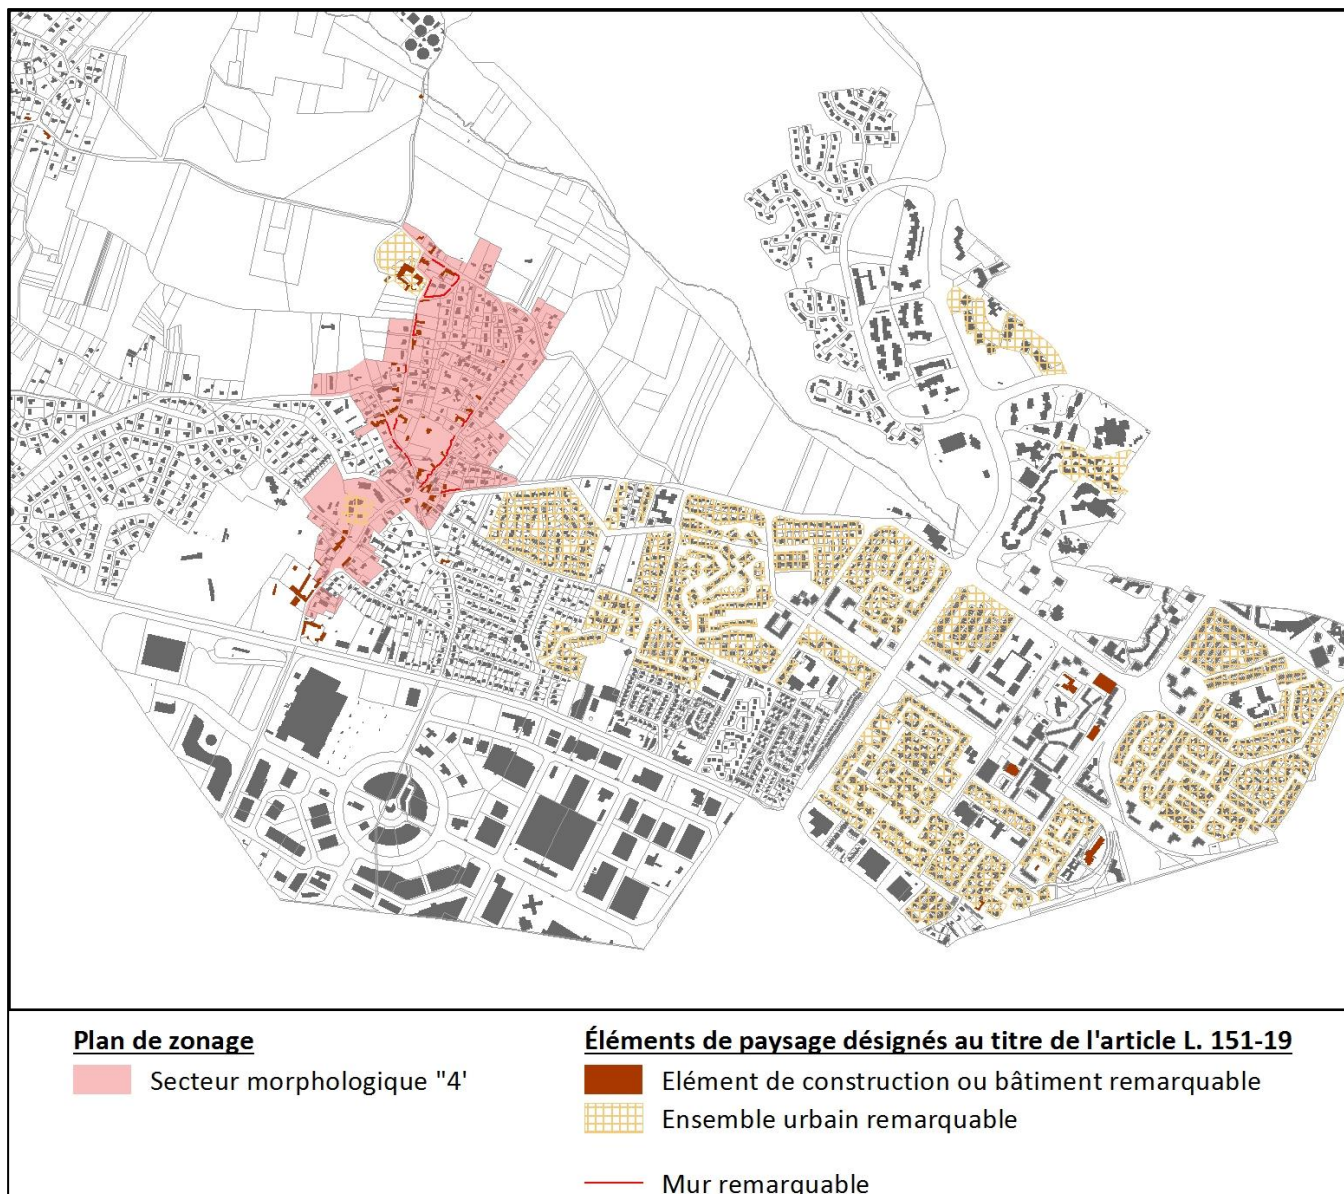 Plan de zonage
Secteur morphologique "4'
Éléments de paysage désignés au titre de l'article L. 151-19
Elément de construction ou bâtiment remarquable
Ensemble urbain remarquable
Mur remarquable